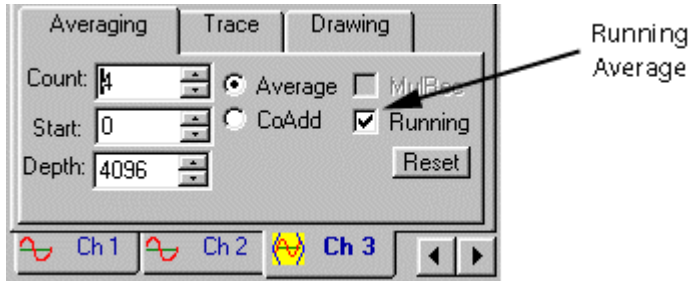 Averaging Trace Drawing
Running
Average
Count: 4 Average MulRec
Start: 0 CoAdd Running
Depth: 4096 Reset
Ch 1 Ch 2 Ch 3